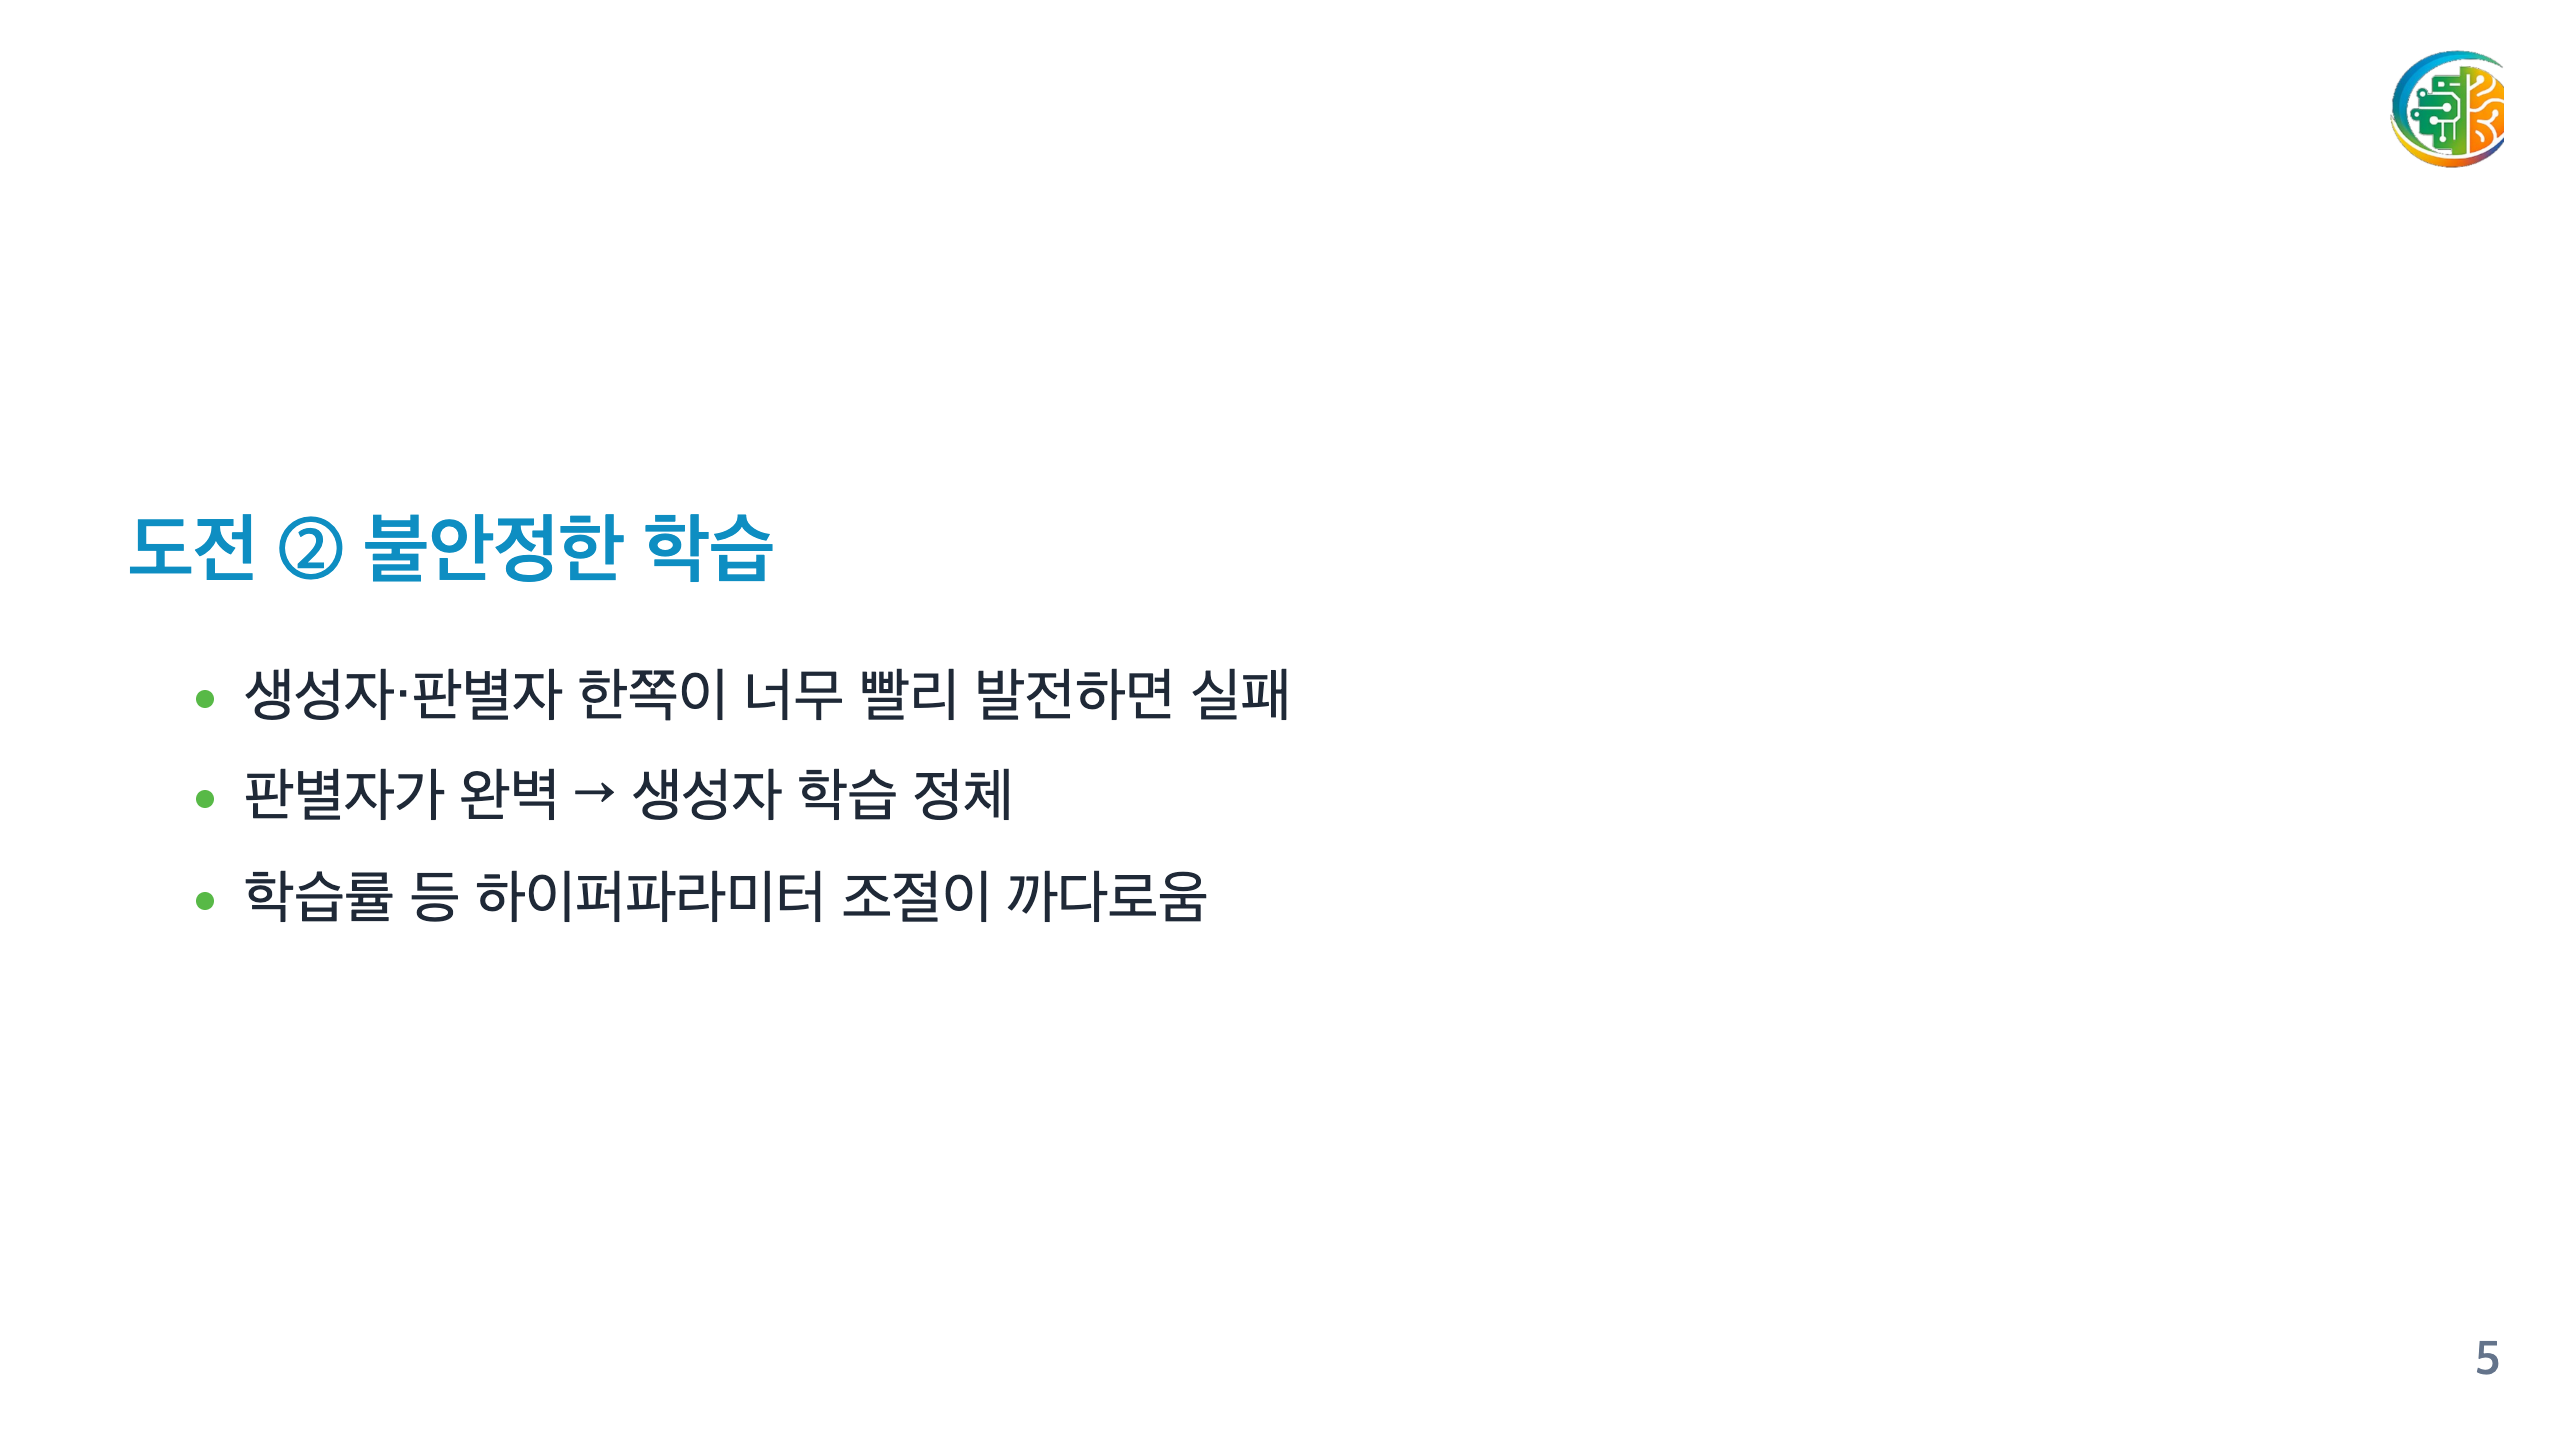 도전 ② 불안정한 학습
• 생성자·판별자 한쪽이 너무 빨리 발전하면 실패
• 판별자가 완벽 → 생성자 학습 정체
• 학습률 등 하이퍼파라미터 조절이 까다로움
5